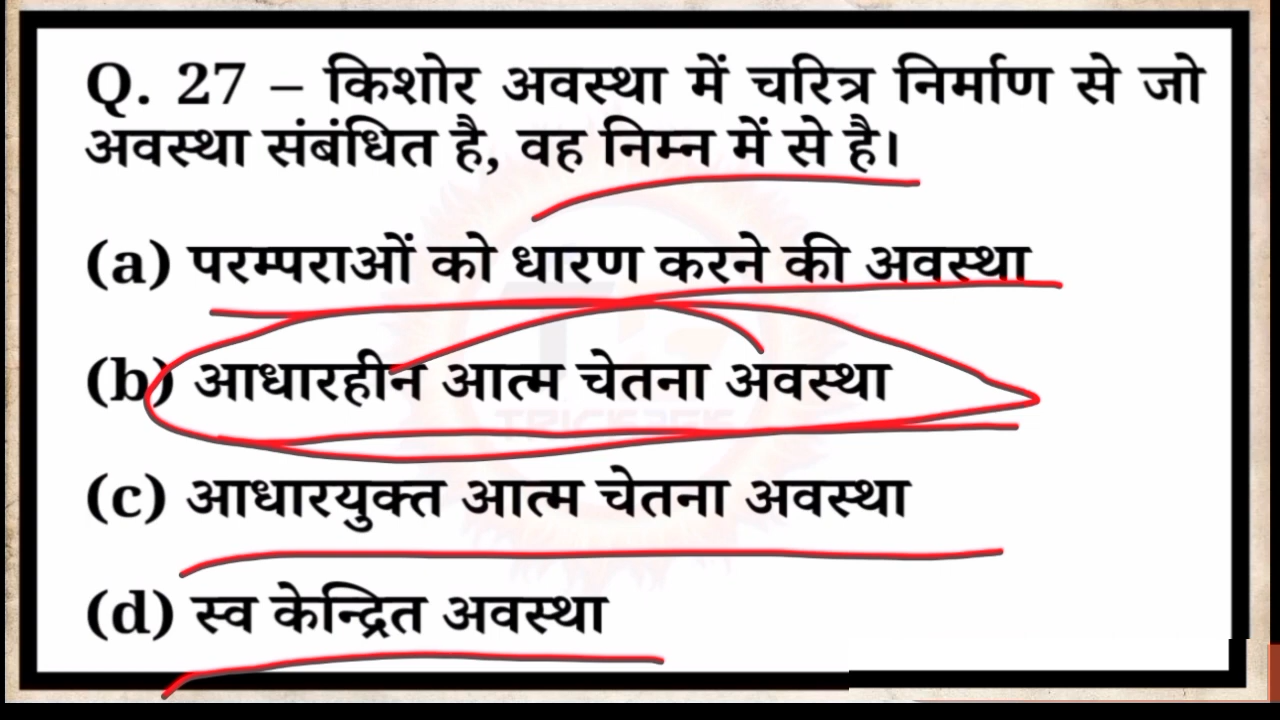 Q. 27 – किशोर अवस्था में चरित्र निर्माण से जो
अवस्था संबंधित है, वह निम्न में से है।
(a) परम्पराओं को धारण करने की अवस्था
(b) आधारहीन आत्म चेतना अवस्था
(c) आधारयुक्त आत्म चेतना अवस्था
(d) स्व केन्द्रित अवस्था